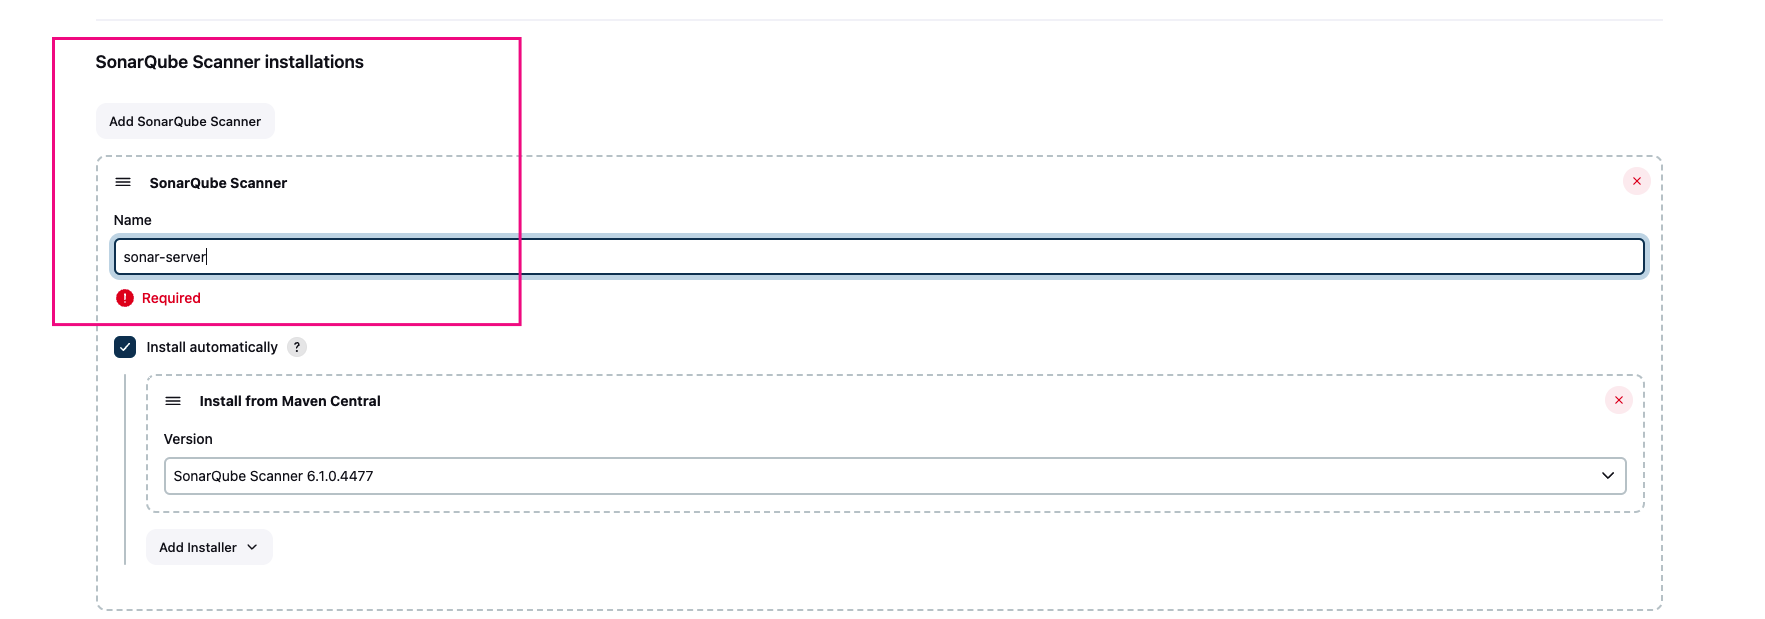 SonarQube Scanner installations
Add SonarQube Scanner
SonarQube Scanner
Name
sonar-server
! Required
Install automatically ?
Install from Maven Central
Version
SonarQube Scanner 6.1.0.4477
Add Installer